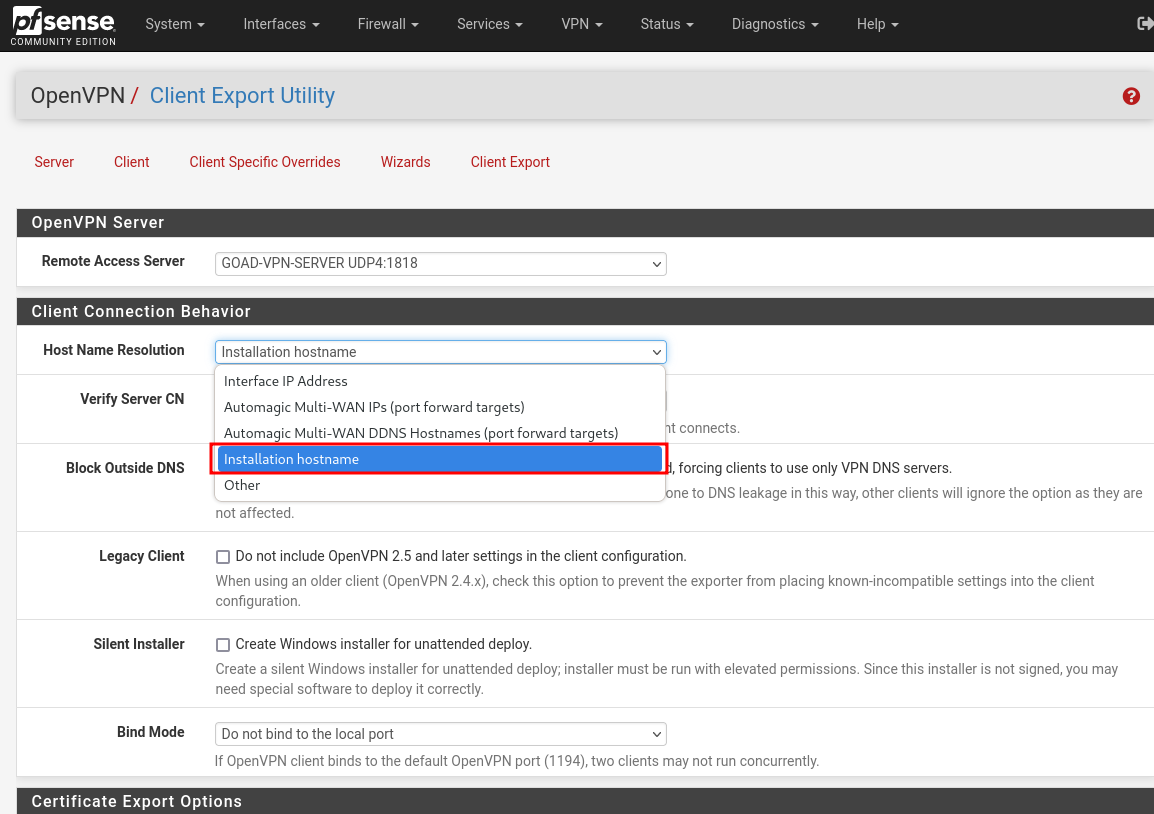 pfsense
COMMUNITY EDITION
System
Interfaces
Firewall
Services
VPN
Status
Diagnostics
Help
OpenVPN / Client Export Utility
Server
Client
Client Specific Overrides
Wizards
Client Export
OpenVPN Server
Remote Access Server
GOAD-VPN-SERVER UDP4:1818
Client Connection Behavior
Host Name Resolution
Installation hostname
Interface IP Address
Automagic Multi-WAN IPs (port forward targets)
Automagic Multi-WAN DDNS Hostnames (port forward targets)
Installation hostname
Other
Verify Server CN
connects.
Block Outside DNS
, forcing clients to use only VPN DNS servers.
to DNS leakage in this way, other clients will ignore the option as they are
not affected.
Legacy Client
Do not include OpenVPN 2.5 and later settings in the client configuration.
When using an older client (OpenVPN 2.4.x), check this option to prevent the exporter from placing known-incompatible settings into the client
configuration.
Silent Installer
Create Windows installer for unattended deploy.
Create a silent Windows installer for unattended deploy; installer must be run with elevated permissions. Since this installer is not signed, you may
need special software to deploy it correctly.
Bind Mode
Do not bind to the local port
If OpenVPN client binds to the default OpenVPN port (1194), two clients may not run concurrently.
Certificate Export Options